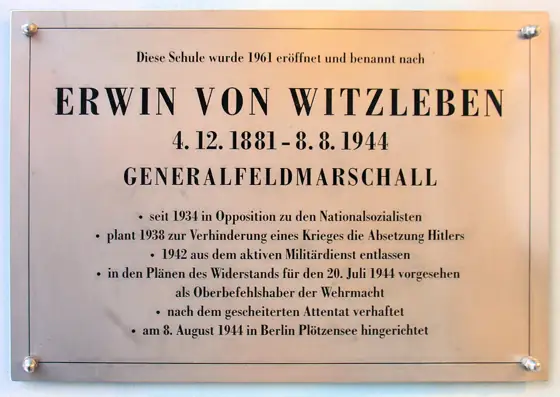 Diese Schule wurde 1961 eröffnet und benannt nach
ERWIN VON WITZLEBEN
4. 12. 1881 - 8. 8. 1944
GENERALFELDMARSCHALL
• seit 1934 in Opposition zu den Nationalsozialisten
• plant 1938 zur Verhinderung eines Krieges die Absetzung Hitlers
• 1942 aus dem aktiven Militärdienst entlassen
• in den Plänen des Widerstands für den 20. Juli 1944 vorgesehen
als Oberbefehlshaber der Wehrmacht
• nach dem gescheiterten Attentat verhaftet
• am 8. August 1944 in Berlin Plötzensee hingerichtet